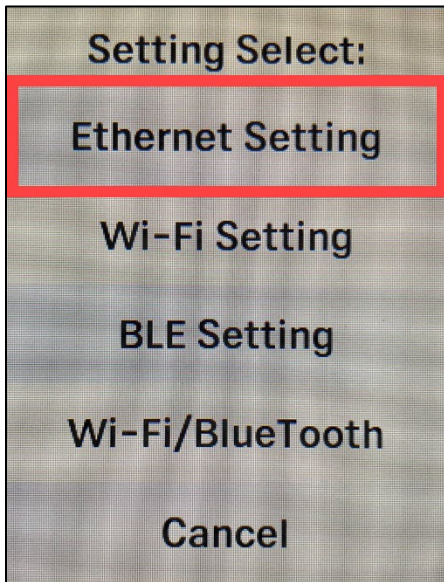 Setting Select:
Ethernet Setting
Wi-Fi Setting
BLE Setting
Wi-Fi/BlueTooth
Cancel